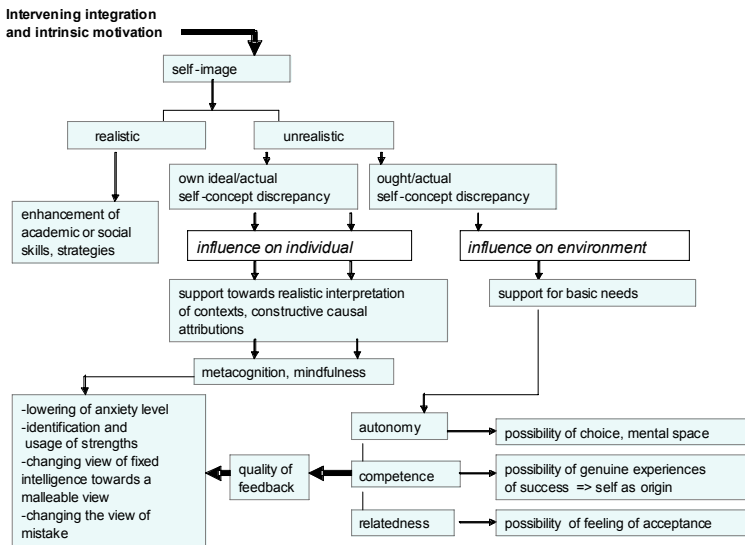 Intervening integration
and intrinsic motivation
self-image
realistic
unrealistic
own ideal/actual
self-concept discrepancy
ought/actual
self-concept discrepancy
enhancement of
academic or social
skills, strategies
influence on individual
influence on environment
support towards realistic interpretation
of contexts, constructive causal
attributions
support for basic needs
metacognition, mindfulness
-lowering of anxiety level
-identification and
usage of strengths
-changing view of fixed
intelligence towards a
malleable view
-changing the view of
mistake
quality of
feedback
autonomy
possibility of choice, mental space
competence
possibility of genuine experiences
of success => self as origin
relatedness
possibility of feeling of acceptance